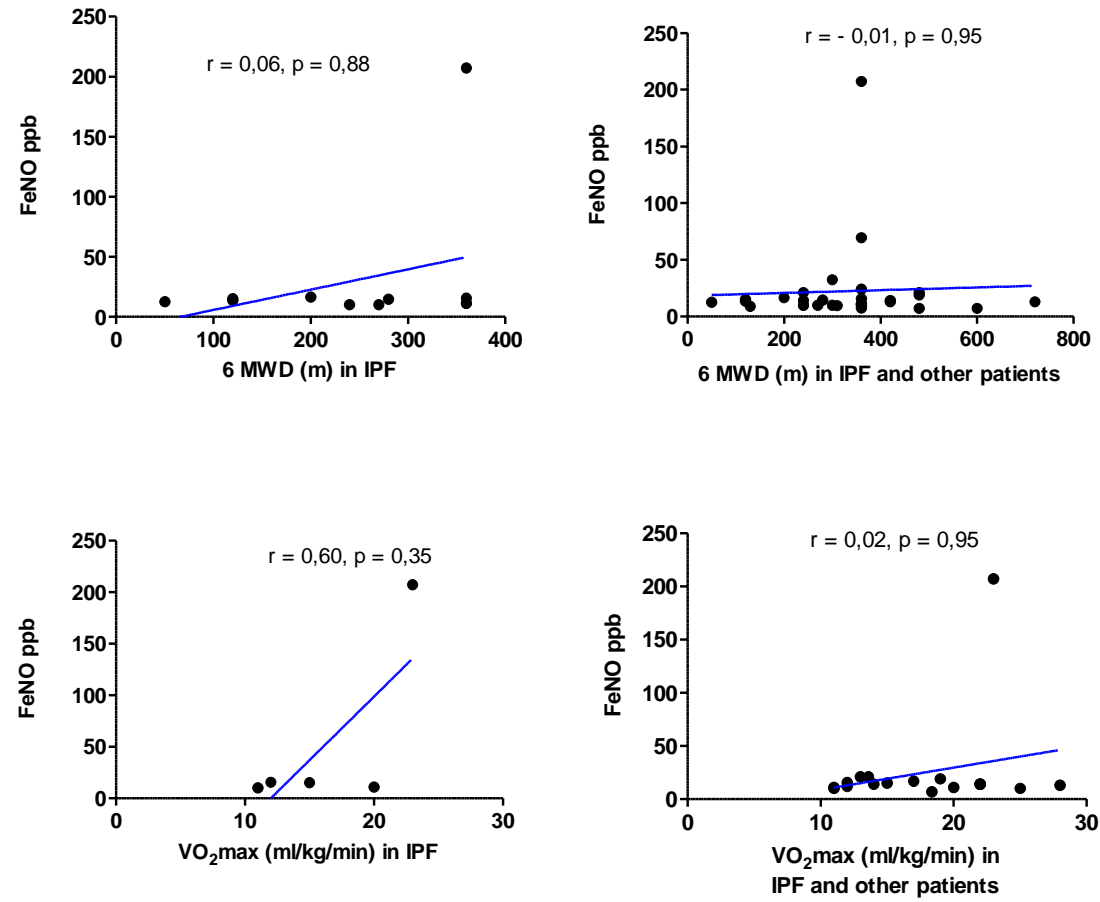 250
200
150
100
50
0
FeNO ppb
r = 0,06, p = 0,88
0 100 200 300 400
6 MWD (m) in IPF
250
200
150
100
50
0
FeNO ppb
r = - 0,01, p = 0,95
0 200 400 600 800
6 MWD (m) in IPF and other patients
250
200
150
100
50
0
FeNO ppb
r = 0,60, p = 0,35
0 10 20 30
VO₂max (ml/kg/min) in IPF
250
200
150
100
50
0
FeNO ppb
r = 0,02, p = 0,95
0 10 20 30
VO₂max (ml/kg/min) in
IPF and other patients